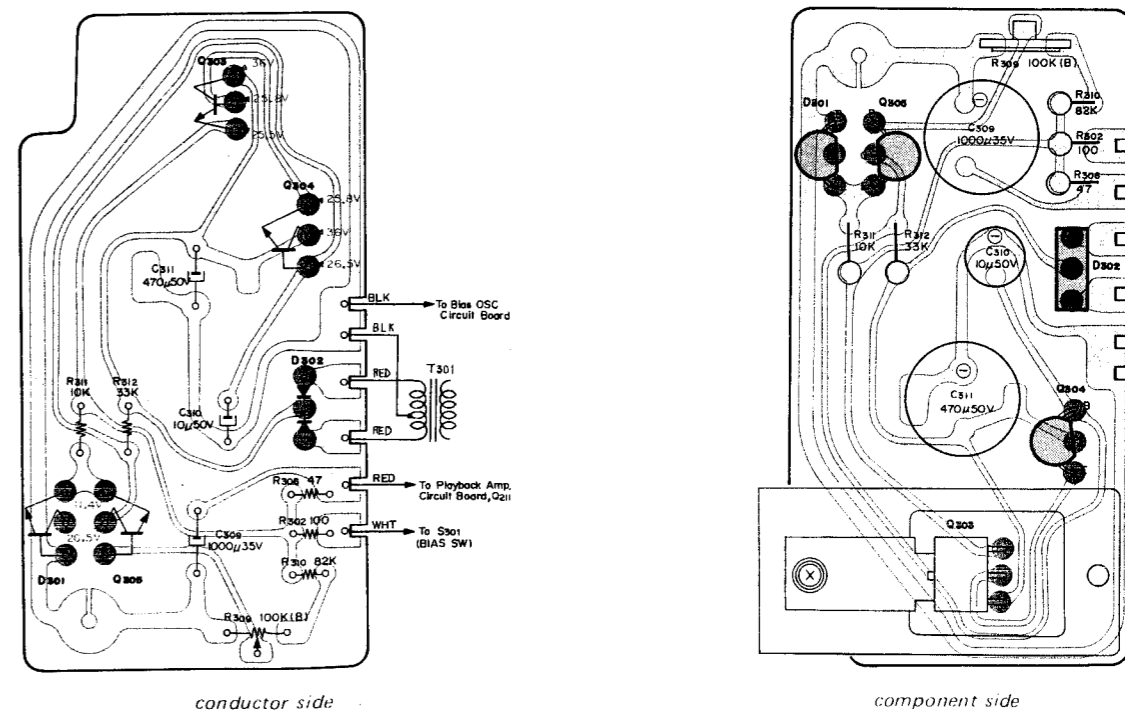 Q303
36V
25.8V
25.5V
Q304
25.8V
36V
26.5V
C311
470μ50V
BLK
To Bias OSC
Circuit Board
BLK
D302
T301
RED
R311
10K
R312
33K
C310
10μ50V
RED
RED
To Playback Amp.
Circuit Board, Q211
R308 47
R302 100
WHT
To S301
(BIAS SW)
C309
1000μ35V
R310 82K
11.4V
D301
Q305
R309 100K(B)
conductor side
R309 100K(B)
R310
82K
D301
Q305
C309
1000μ35V
R302
100
R308
47
R311
10K
R312
33K
C310
10μ50V
D302
C311
470μ50V
Q304
B
Q303
component side